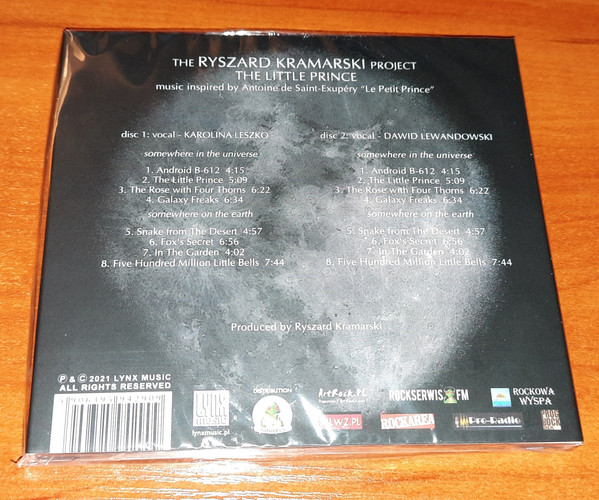 THE RYSZARD KRAMARSKI PROJECT
THE LITTLE PRINCE
music inspired by Antoine de Saint-Exupéry "Le Petit Prince"
disc 1: vocal - KAROLINA LESZKO
somewhere in the universe
1. Android B-612 4:15
2. The Little Prince 5:09
3. The Rose with Four Thorns 6:22
4. Galaxy Freaks 6:34
somewhere on the earth
5. Snake from The Desert 4:57
6. Fox's Secret 6:56
7. In The Garden 4:02
8. Five Hundred Million Little Bells 7:44
disc 2: vocal - DAWID LEWANDOWSKI
somewhere in the universe
1. Android B-612 4:15
2. The Little Prince 5:09
3. The Rose with Four Thorns 6:22
4. Galaxy Freaks 6:34
somewhere on the earth
5. Snake from The Desert 4:57
6. Fox's Secret 6:56
7. In The Garden 4:02
8. Five Hundred Million Little Bells 7:44
Produced by Ryszard Kramarski
℗ & © 2021 LYNX MUSIC
ALL RIGHTS RESERVED
LYNX
MUSIC
lynxmusic.pl
DISTRIBUTION
ArtRock.PL
ROCKSERWIS FM
ROCKOWA
WYSPA
LWZ.PL
ROCKAREA
Pro-Radio
PROG
ROCK